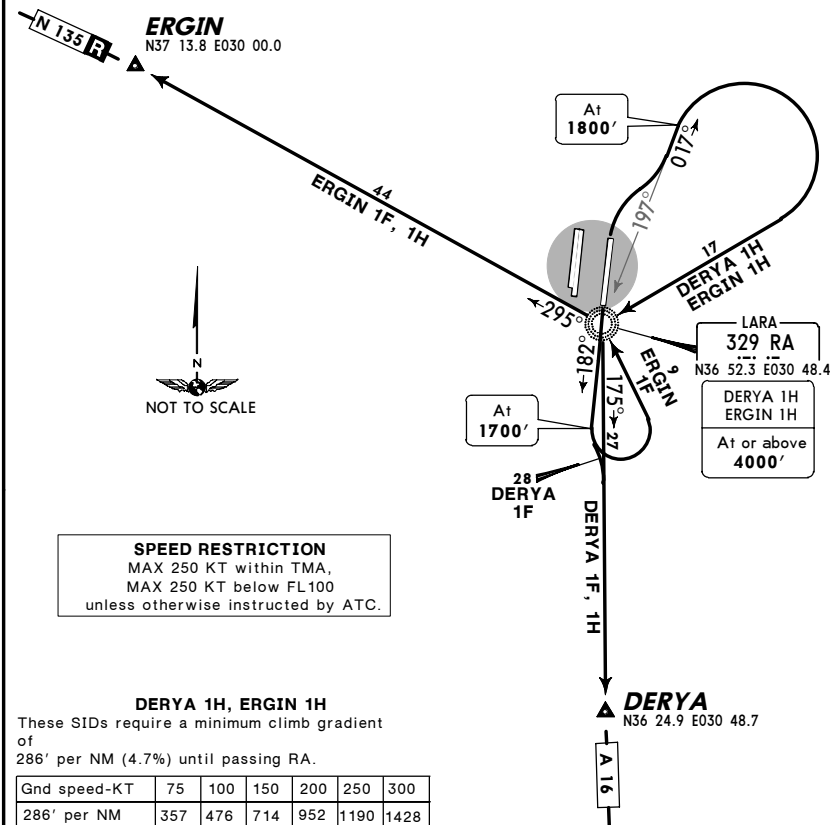 N 135 R
ERGIN
N37 13.8 E030 00.0
At
1800'
017°
197°
44
ERGIN 1F, 1H
17
DERYA 1H
ERGIN 1H
295°
182°
175°
27
9
ERGIN
1F
LARA
329 RA
N36 52.3 E030 48.4
DERYA 1H
ERGIN 1H
At or above
4000'
N
NOT TO SCALE
At
1700'
28
DERYA
1F
DERYA 1F, 1H
SPEED RESTRICTION
MAX 250 KT within TMA,
MAX 250 KT below FL100
unless otherwise instructed by ATC.
DERYA
N36 24.9 E030 48.7
A 16
DERYA 1H, ERGIN 1H
These SIDs require a minimum climb gradient
of
286' per NM (4.7%) until passing RA.
Gnd speed-KT 75 100 150 200 250 300
286' per NM 357 476 714 952 1190 1428